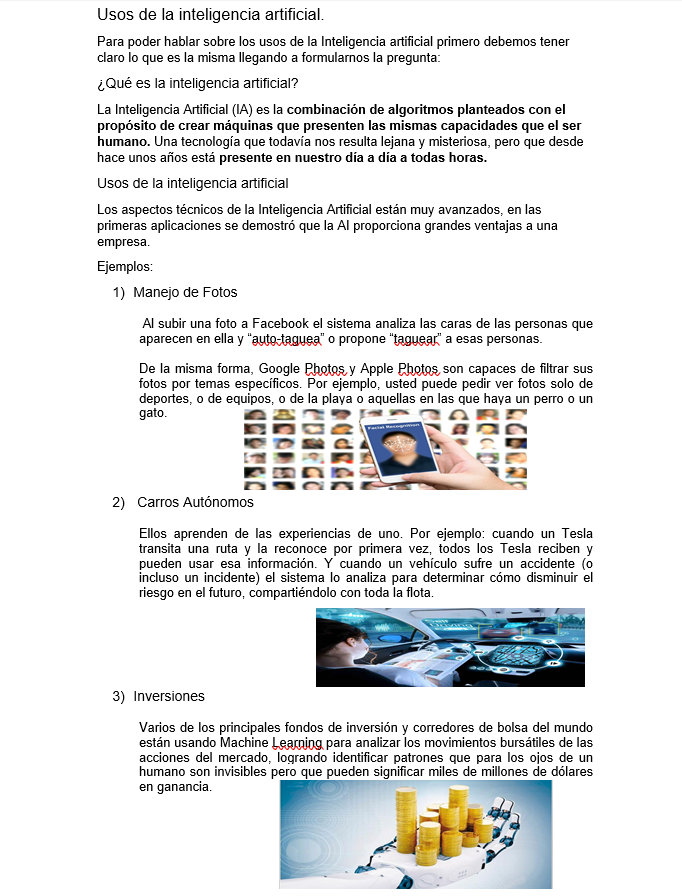 Usos de la inteligencia artificial.
Para poder hablar sobre los usos de la Inteligencia artificial primero debemos tener
claro lo que es la misma llegando a formularnos la pregunta:
¿Qué es la inteligencia artificial?
La Inteligencia Artificial (IA) es la combinación de algoritmos planteados con el
propósito de crear máquinas que presenten las mismas capacidades que el ser
humano. Una tecnología que todavía nos resulta lejana y misteriosa, pero que desde
hace unos años está presente en nuestro día a día a todas horas.
Usos de la inteligencia artificial
Los aspectos técnicos de la Inteligencia Artificial están muy avanzados, en las
primeras aplicaciones se demostró que la AI proporciona grandes ventajas a una
empresa.
Ejemplos:
1) Manejo de Fotos
Al subir una foto a Facebook el sistema analiza las caras de las personas que
aparecen en ella y “auto-taguea” o propone “taguear” a esas personas.
De la misma forma, Google Photos y Apple Photos son capaces de filtrar sus
fotos por temas específicos. Por ejemplo, usted puede pedir ver fotos solo de
deportes, o de equipos, o de la playa o aquellas en las que haya un perro o un
gato.
Facial Recognition
2) Carros Autónomos
Ellos aprenden de las experiencias de uno. Por ejemplo: cuando un Tesla
transita una ruta y la reconoce por primera vez, todos los Tesla reciben y
pueden usar esa información. Y cuando un vehículo sufre un accidente (o
incluso un incidente) el sistema lo analiza para determinar cómo disminuir el
riesgo en el futuro, compartiéndolo con toda la flota.
Self
Driving
3) Inversiones
Varios de los principales fondos de inversión y corredores de bolsa del mundo
están usando Machine Learning para analizar los movimientos bursátiles de las
acciones del mercado, logrando identificar patrones que para los ojos de un
humano son invisibles pero que pueden significar miles de millones de dólares
en ganancia.